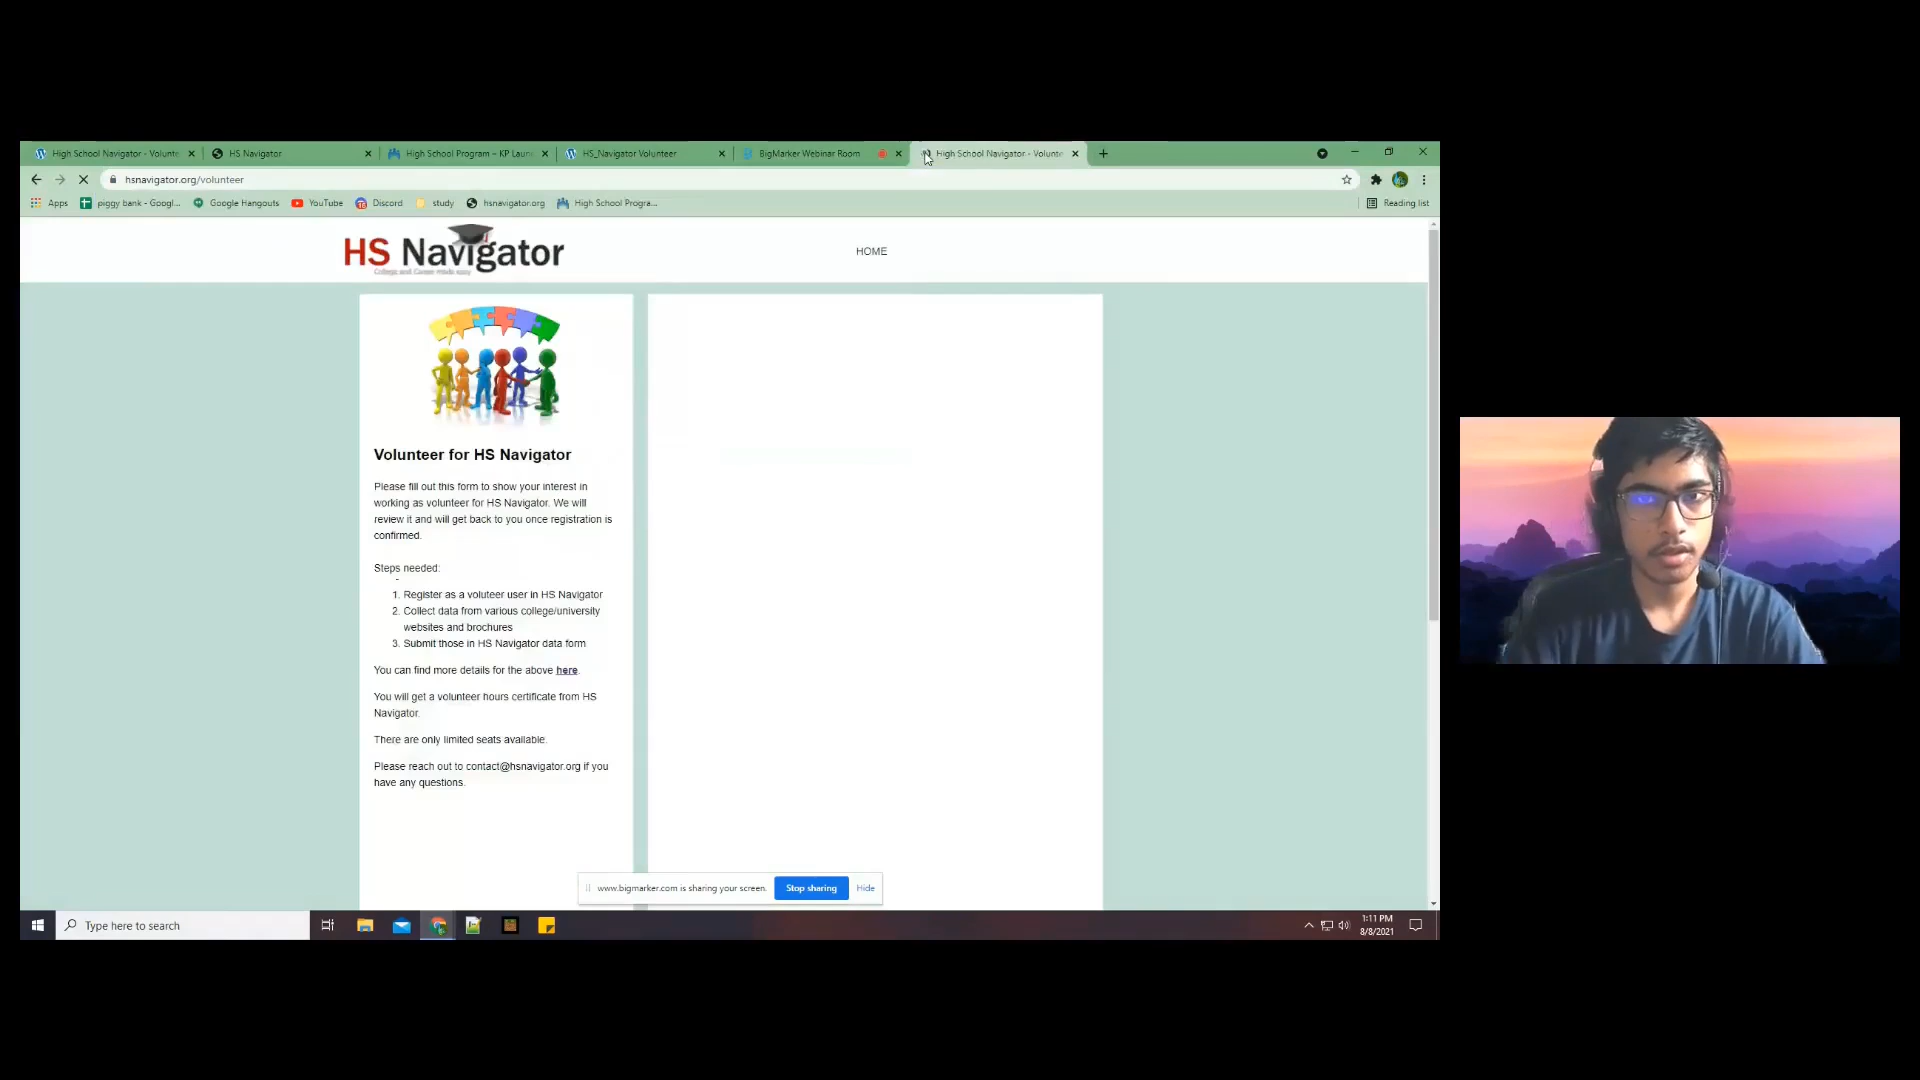 High School Navigator - Volunte
HS Navigator
High School Program – KP Laun
HS_Navigator Volunteer
BigMarker Webinar Room
High School Navigator - Volunte
hsnavigator.org/volunteer
Apps
piggy bank - Googl...
Google Hangouts
YouTube
Discord
study
hsnavigator.org
High School Progra...
Reading list
HS Navigator
College and Career made easy
HOME
Volunteer for HS Navigator
Please fill out this form to show your interest in
working as volunteer for HS Navigator. We will
review it and will get back to you once registration is
confirmed.
Steps needed:
1. Register as a voluteer user in HS Navigator
2. Collect data from various college/university
websites and brochures
3. Submit those in HS Navigator data form
You can find more details for the above here.
You will get a volunteer hours certificate from HS
Navigator.
There are only limited seats available.
Please reach out to contact@hsnavigator.org if you
have any questions.
www.bigmarker.com is sharing your screen.
Stop sharing
Hide
Type here to search
1:11 PM
8/8/2021